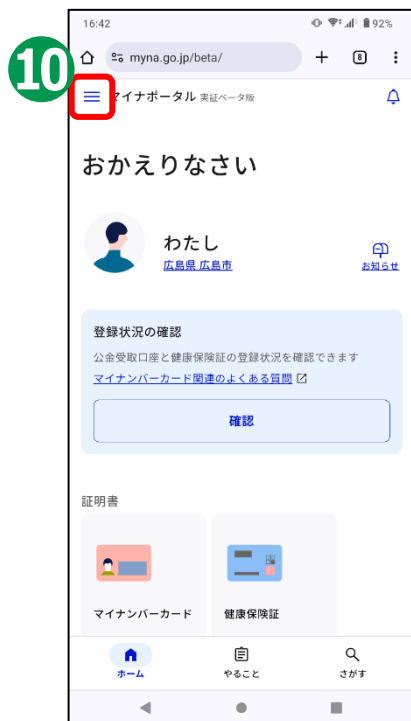 16:42
92%
10
myna.go.jp/beta/
8
マイナポータル 実証ベータ版
おかえりなさい
わたし
広島県 広島市
お知らせ
登録状況の確認
公金受取口座と健康保険証の登録状況を確認できます
マイナンバーカード関連のよくある質問
確認
証明書
マイナンバーカード
健康保険証
ホーム
やること
さがす